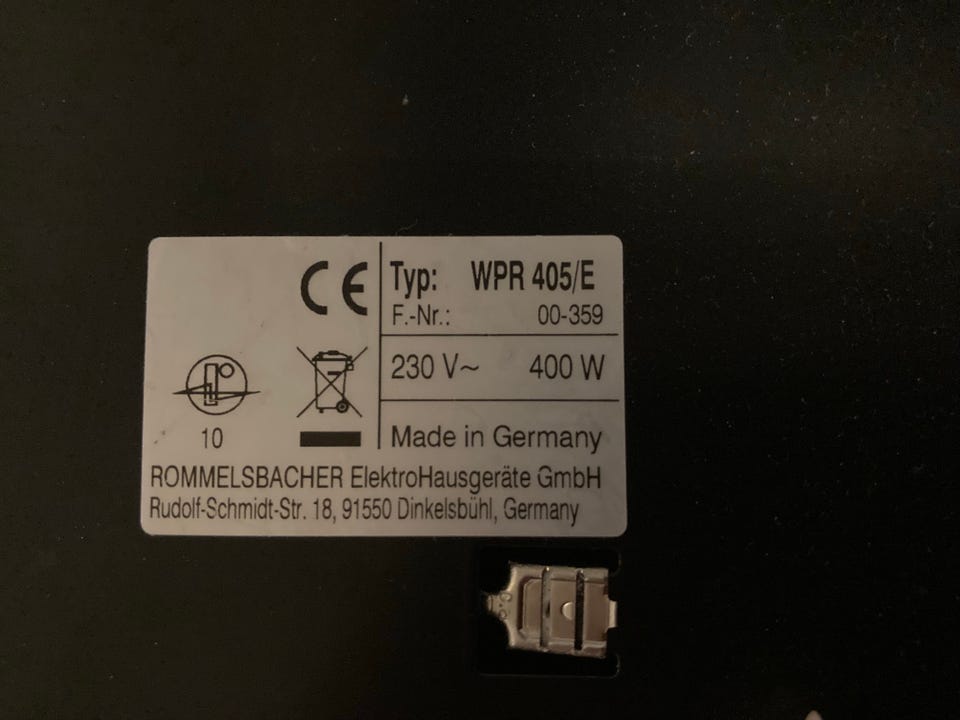 CE
Typ: WPR 405/E
F.-Nr.: 00-359
230 V~ 400 W
10
Made in Germany
ROMMELSBACHER ElektroHausgeräte GmbH
Rudolf-Schmidt-Str. 18, 91550 Dinkelsbühl, Germany